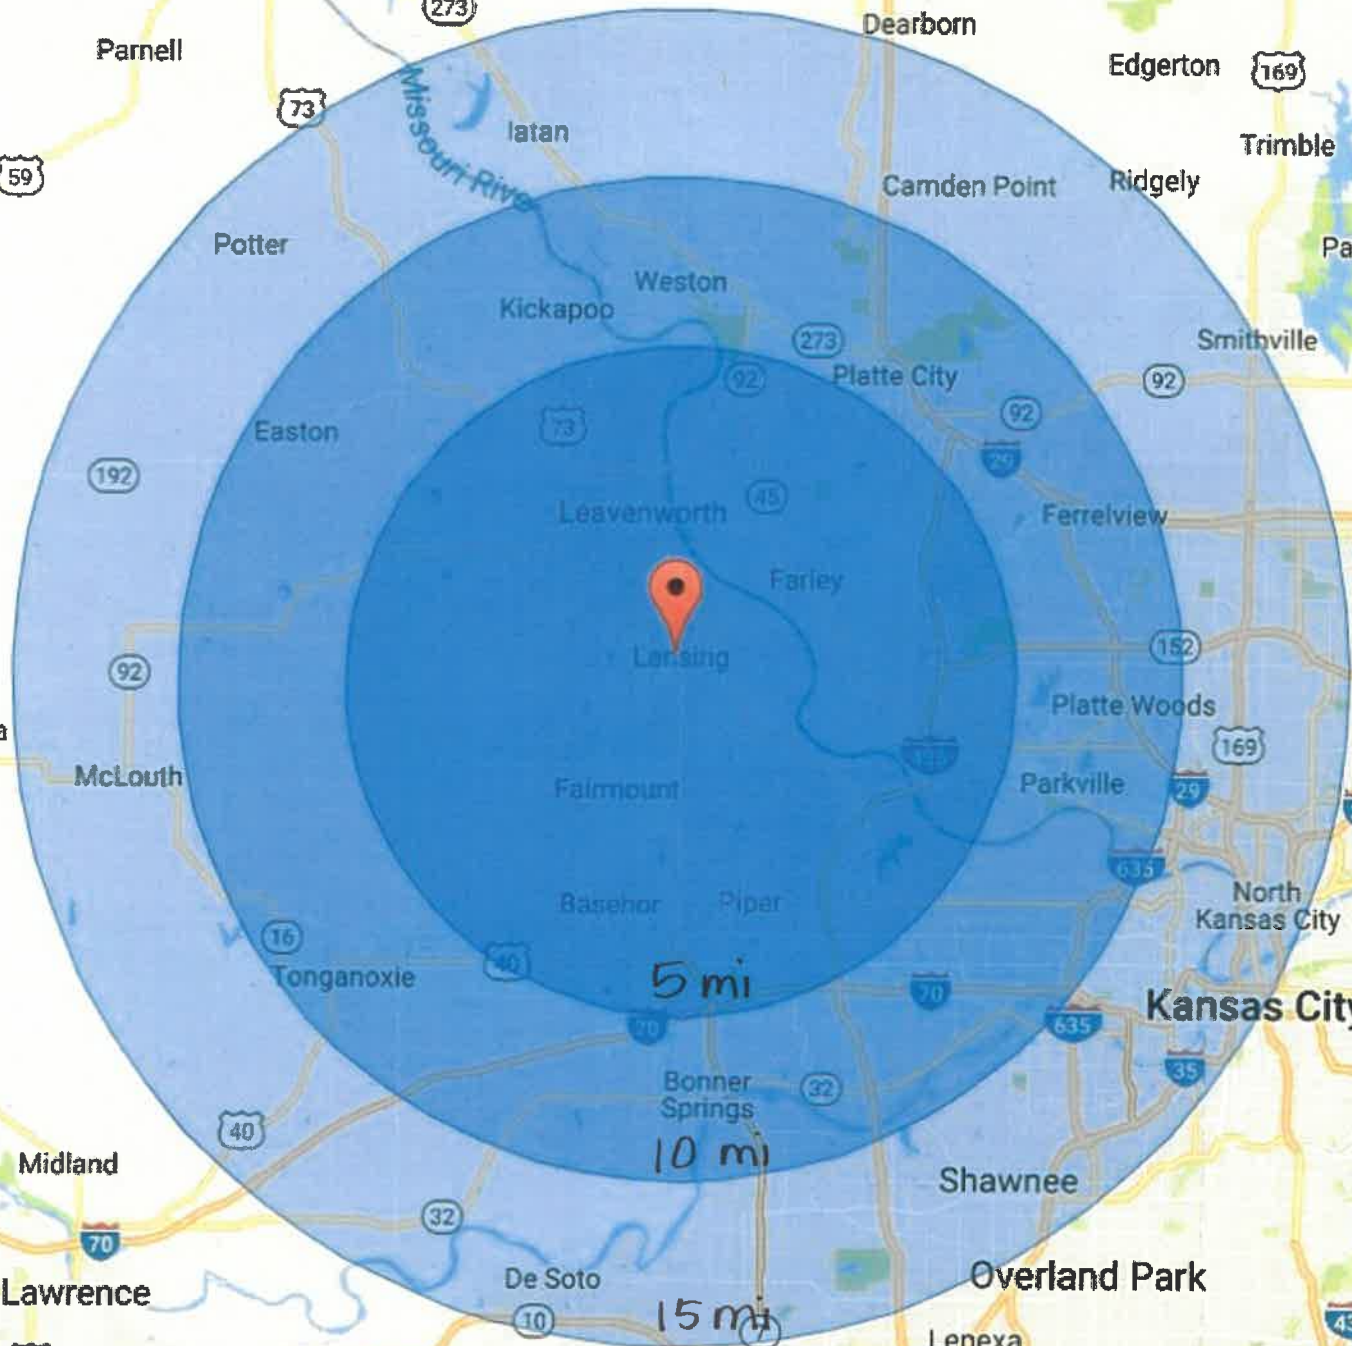 273
Dearborn
Parnell
Edgerton
169
73
Missouri River
Iatan
Trimble
59
Camden Point
Ridgely
Potter
Pa
Weston
Kickapoo
273
Smithville
92
Platte City
92
92
73
Easton
29
192
45
Leavenworth
Ferrelview
Farley
152
Lansing
92
Platte Woods
a
169
McLouth
Parkville
Fairmount
29
635
North
Kansas City
Basehor
Piper
16
40
Tonganoxie
5 mi
70
Kansas City
70
635
35
Bonner
Springs
32
40
10 mi
Midland
Shawnee
32
70
De Soto
Overland Park
Lawrence
15 mi
10
7
Lenexa
43